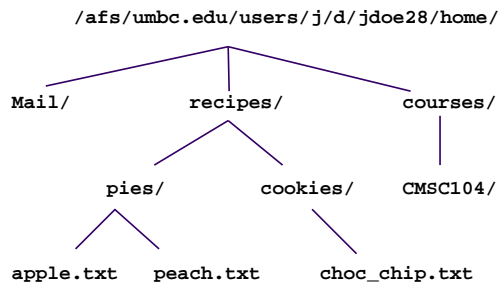 /afs/umbc.edu/users/j/d/jdoe28/home/
Mail/ recipes/ courses/
pies/ cookies/ CMSC104/
apple.txt peach.txt choc_chip.txt